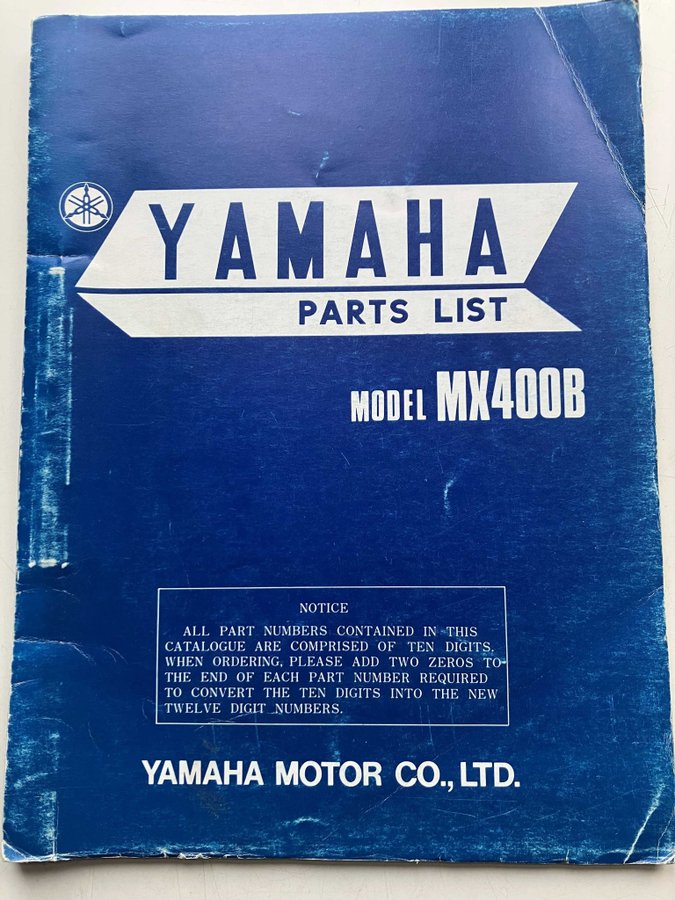 YAMAHA
PARTS LIST
MODEL MX400B
NOTICE
ALL PART NUMBERS CONTAINED IN THIS
CATALOGUE ARE COMPRISED OF TEN DIGITS.
WHEN ORDERING, PLEASE ADD TWO ZEROS TO
THE END OF EACH PART NUMBER REQUIRED
TO CONVERT THE TEN DIGITS INTO THE NEW
TWELVE DIGIT NUMBERS.
YAMAHA MOTOR CO., LTD.